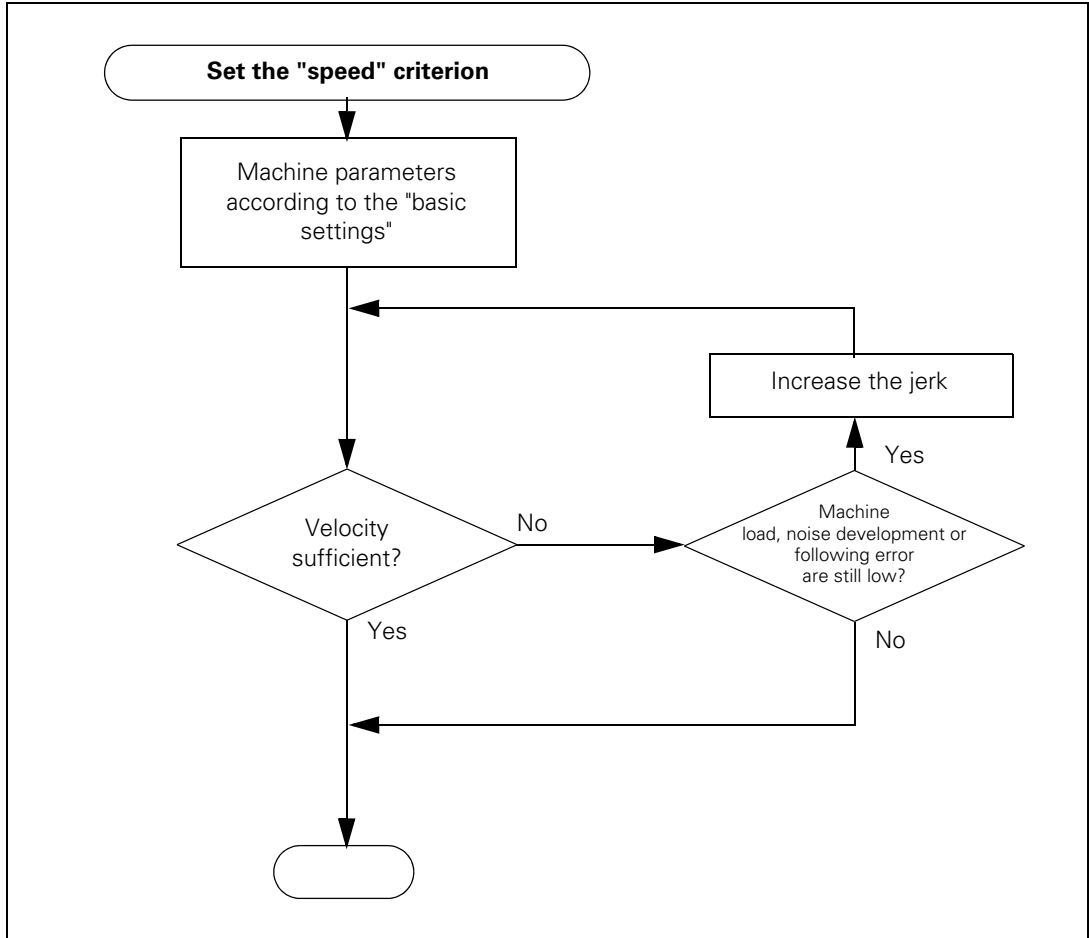 Set the "speed" criterion
Machine parameters
according to the "basic
settings"
Increase the jerk
Yes
Velocity
sufficient?
No
Machine
load, noise development or
following error
are still low?
Yes
No